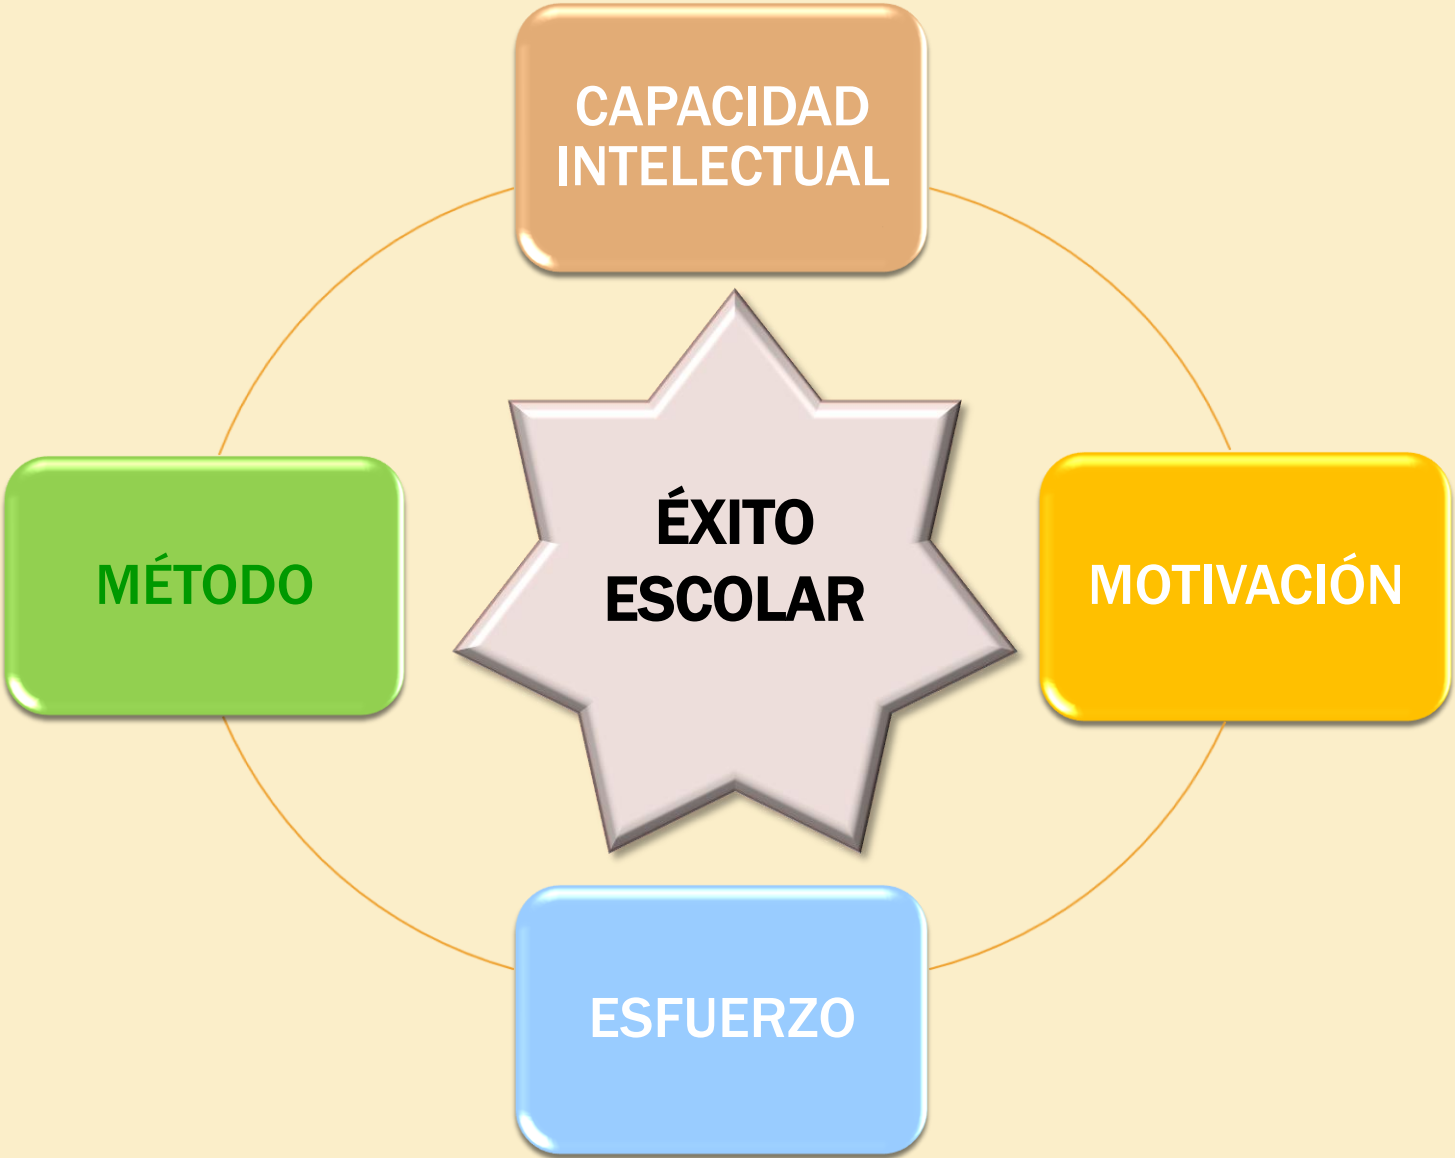 CAPACIDAD
INTELECTUAL
ÉXITO
ESCOLAR
MÉTODO
MOTIVACIÓN
ESFUERZO